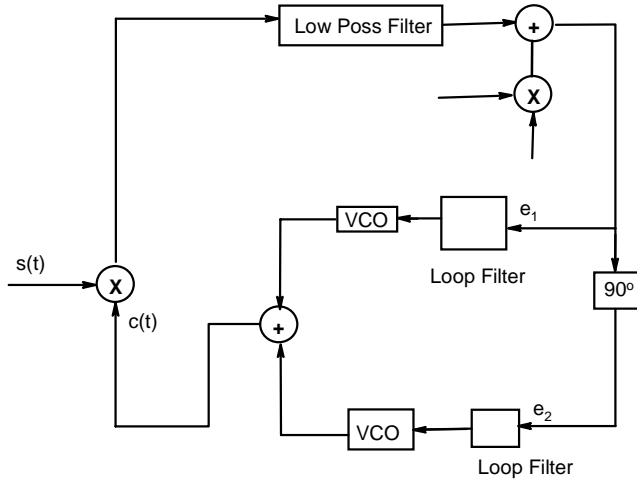 Low Poss Filter
+
X
VCO
e₁
s(t)
Loop Filter
X
90º
c(t)
+
e₂
VCO
Loop Filter